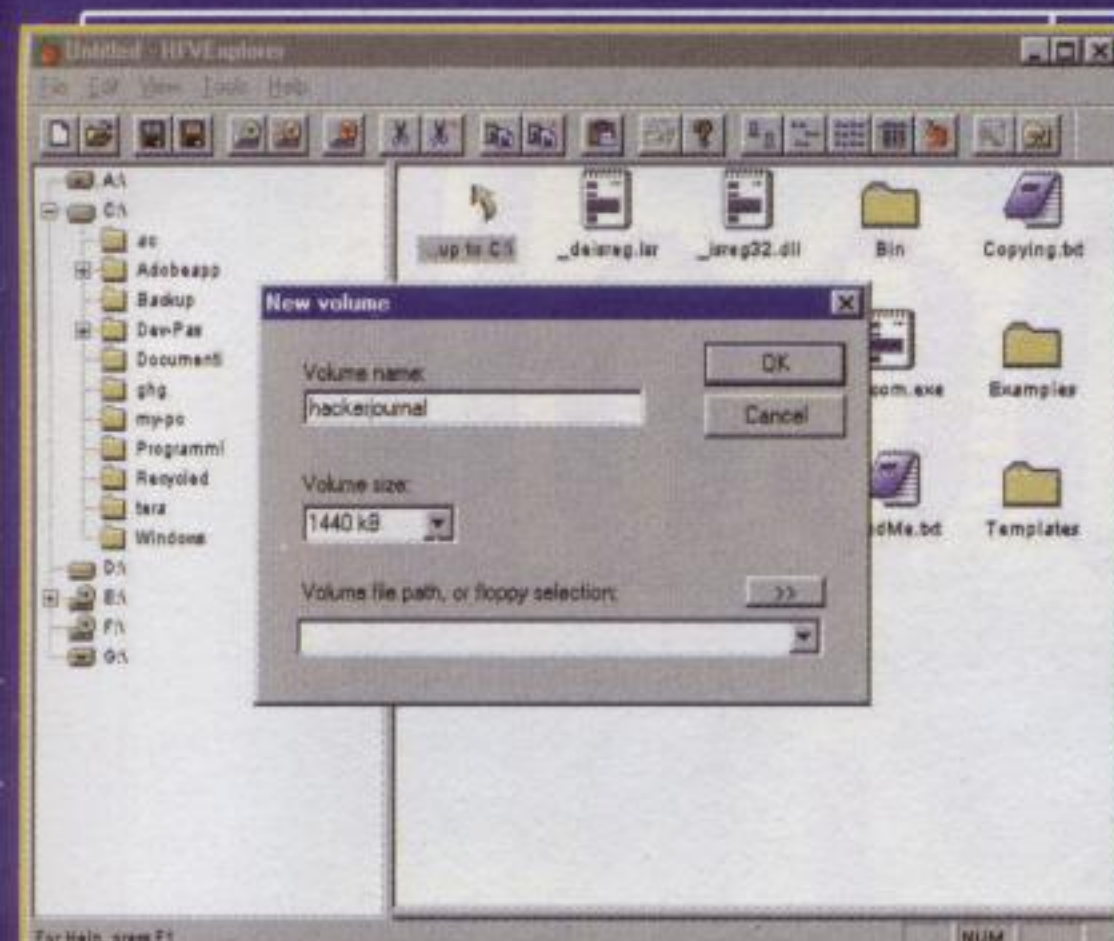 Untitled - HFVExplorer
File Edit View Tools Help
A:\
C:\
ac
Adobeapp
Backup
Dev-Pas
Documenti
ghg
my-pc
Programmi
Recycled
tera
Windows
D:\
E:\
F:\
G:\
..up to C:\
_deisreg.isr
_isreg32.dll
Bin
Copying.txt
com.exe
Examples
dMe.txt
Templates
New volume
Volume name:
hackerjournal
OK
Cancel
Volume size:
1440 kB
Volume file path, or floppy selection:
>>
For Help, press F1
NUM